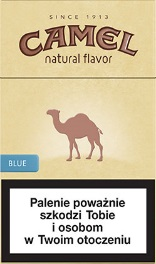 SINCE 1913
CAMEL
natural flavor
BLUE
Palenie poważnie
szkodzi Tobie
i osobom
w Twoim otoczeniu